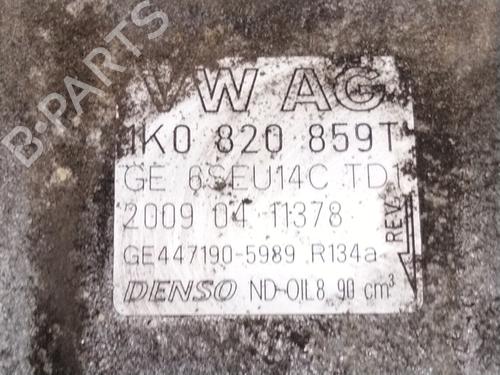 VW AG
1K0 820 859T
GE 6SEU14C TD1
2009 04 11378
GE447190-5989 R134a
REV.
DENSO ND-OIL8 90 cm³
B-PARTS
B-PARTS